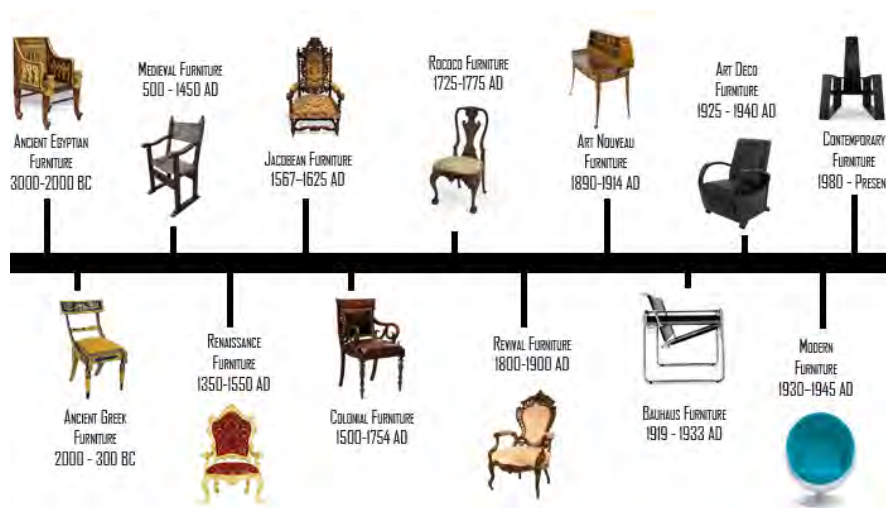 Ancient Egyptian
Furniture
3000-2000 BC
Medieval Furniture
500 - 1450 AD
Jacobean Furniture
1567-1625 AD
Rococo Furniture
1725-1775 AD
Art Nouveau
Furniture
1890-1914 AD
Art Deco
Furniture
1925 - 1940 AD
Contemporary
Furniture
1980 - Present
Ancient Greek
Furniture
2000 - 300 BC
Renaissance
Furniture
1350-1550 AD
Colonial Furniture
1500-1754 AD
Revival Furniture
1800-1900 AD
Bauhaus Furniture
1919 - 1933 AD
Modern
Furniture
1930-1945 AD